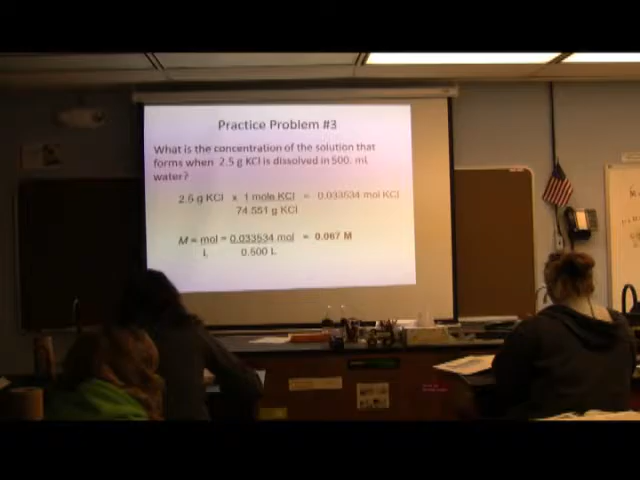 Practice Problem #3
What is the concentration of the solution that
forms when 2.5 g KCl is dissolved in 500. mL
water?
2.5 g KCl x 1 mole KCl = 0.033534 mol KCl
74.551 g KCl
M = mol = 0.033534 mol = 0.067 M
L 0.500 L